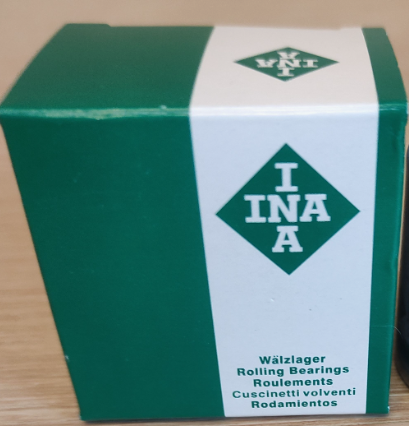 INA
I
INA
A
Wälzlager
Rolling Bearings
Roulements
Cuscinetti volventi
Rodamientos